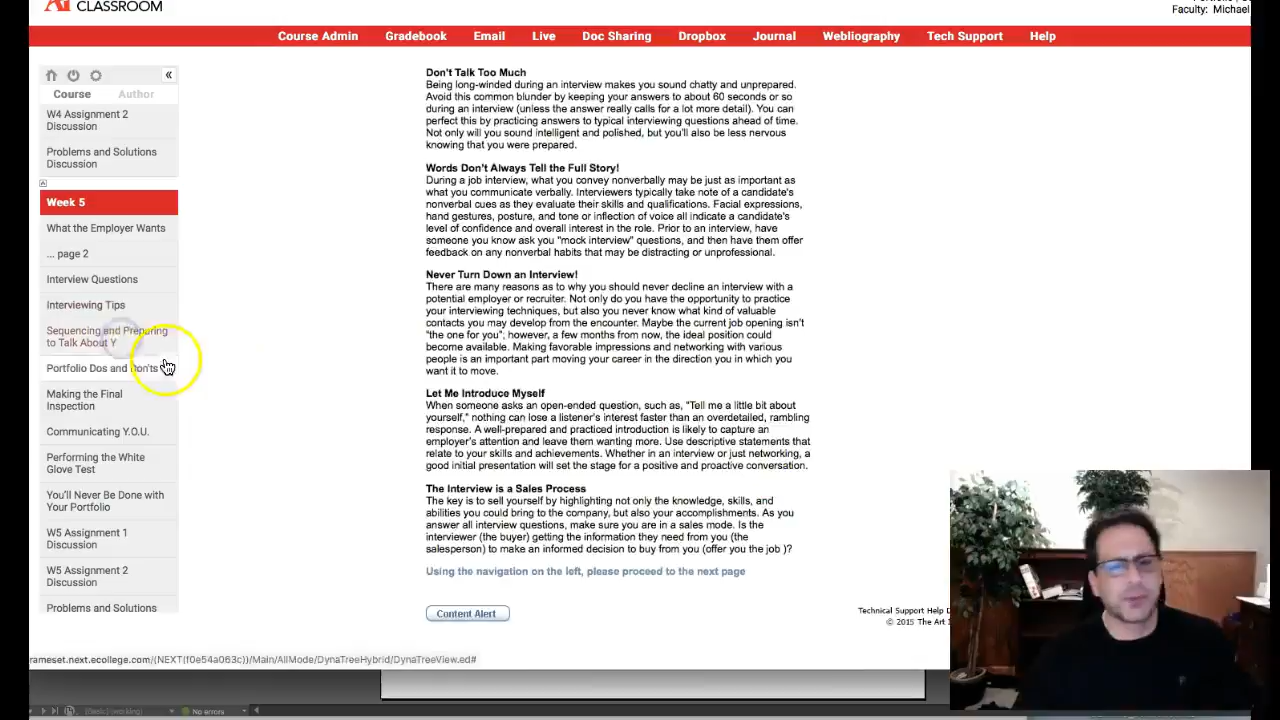 CLASSROOM
Faculty: Michael
Course Admin Gradebook Email Live Doc Sharing Dropbox Journal Webliography Tech Support Help
«
Course Author
W4 Assignment 2
Discussion
Problems and Solutions
Discussion
Week 5
What the Employer Wants
... page 2
Interview Questions
Interviewing Tips
Sequencing and Preparing
to Talk About Y
Portfolio Dos and Don'ts
Making the Final
Inspection
Communicating Y.O.U.
Performing the White
Glove Test
You'll Never Be Done with
Your Portfolio
W5 Assignment 1
Discussion
W5 Assignment 2
Discussion
Problems and Solutions
Don't Talk Too Much
Being long-winded during an interview makes you sound chatty and unprepared.
Avoid this common blunder by keeping your answers to about 60 seconds or so
during an interview (unless the answer really calls for a lot more detail). You can
perfect this by practicing answers to typical interviewing questions ahead of time.
Not only will you sound intelligent and polished, but you'll also be less nervous
knowing that you were prepared.
Words Don't Always Tell the Full Story!
During a job interview, what you convey nonverbally may be just as important as
what you communicate verbally. Interviewers typically take note of a candidate's
nonverbal cues as they evaluate their skills and qualifications. Facial expressions,
hand gestures, posture, and tone or inflection of voice all indicate a candidate's
level of confidence and overall interest in the role. Prior to an interview, have
someone you know ask you "mock interview" questions, and then have them offer
feedback on any nonverbal habits that may be distracting or unprofessional.
Never Turn Down an Interview!
There are many reasons as to why you should never decline an interview with a
potential employer or recruiter. Not only do you have the opportunity to practice
your interviewing techniques, but also you never know what kind of valuable
contacts you may develop from the encounter. Maybe the current job opening isn't
"the one for you", however, a few months from now, the ideal position could
become available. Making favorable impressions and networking with various
people is an important part moving your career in the direction you in which you
want it to move.
Let Me Introduce Myself
When someone asks an open-ended question, such as, "Tell me a little bit about
yourself," nothing can lose a listener's interest faster than an overdetailed, rambling
response. A well-prepared and practiced introduction is likely to capture an
employer's attention and leave them wanting more. Use descriptive statements that
relate to your skills and achievements. Whether in an interview or just networking, a
good initial presentation will set the stage for a positive and proactive conversation.
The Interview is a Sales Process
The key is to sell yourself by highlighting not only the knowledge, skills, and
abilities you could bring to the company, but also your accomplishments. As you
answer all interview questions, make sure you are in a sales mode. Is the
interviewer (the buyer) getting the information they need from you (the
salesperson) to make an informed decision to buy from you (offer you the job )?
Using the navigation on the left, please proceed to the next page
Content Alert
Technical Support Help D
© 2015 The Art I
rameset.next.ecollege.com/(NEXT(f0e54a063c))/Main/AllMode/DynaTreeHybrid/DynaTreeView.ed#
[Basic] (working) No errors